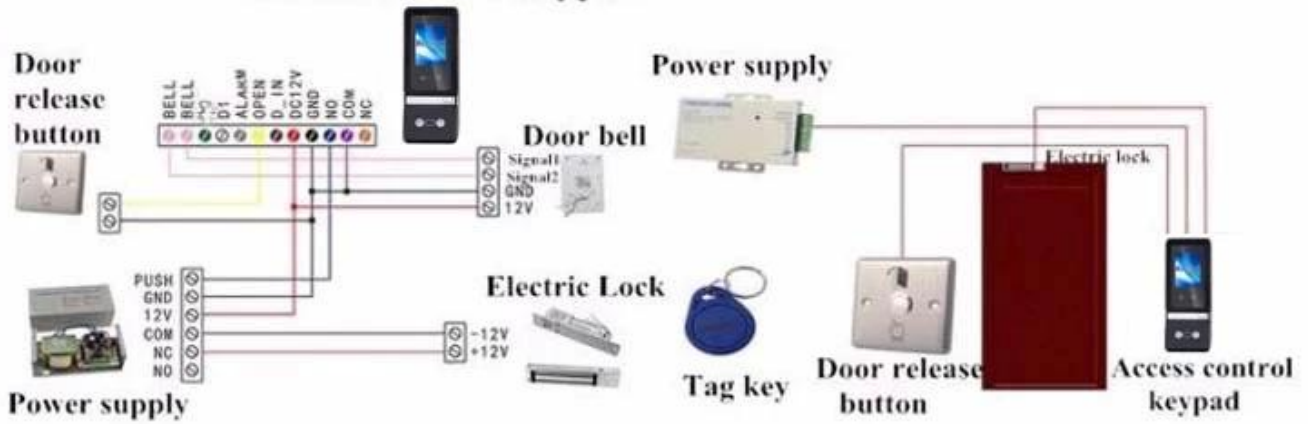 Door
release
button
BELL
BELL
D1
ALARM
OPEN
D_IN
DC12V
GND
NO
COM
NC
Door bell
Signal1
Signal2
GND
12V
PUSH
GND
12V
COM
NC
NO
Power supply
Electric Lock
-12V
+12V
Tag key
Power supply
Electric lock
Door release
button
Access control
keypad